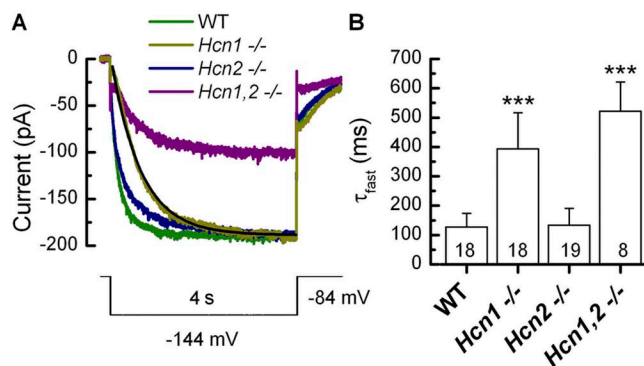 A
WT
Hcn1 -/-
Hcn2 -/-
Hcn1,2 -/-
0
-50
-100
-150
-200
Current (pA)
4 s
-84 mV
-144 mV
B
700
600
500
400
300
200
100
0
τfast (ms)
***
***
18
18
19
8
WT
Hcn1 -/-
Hcn2 -/-
Hcn1,2 -/-